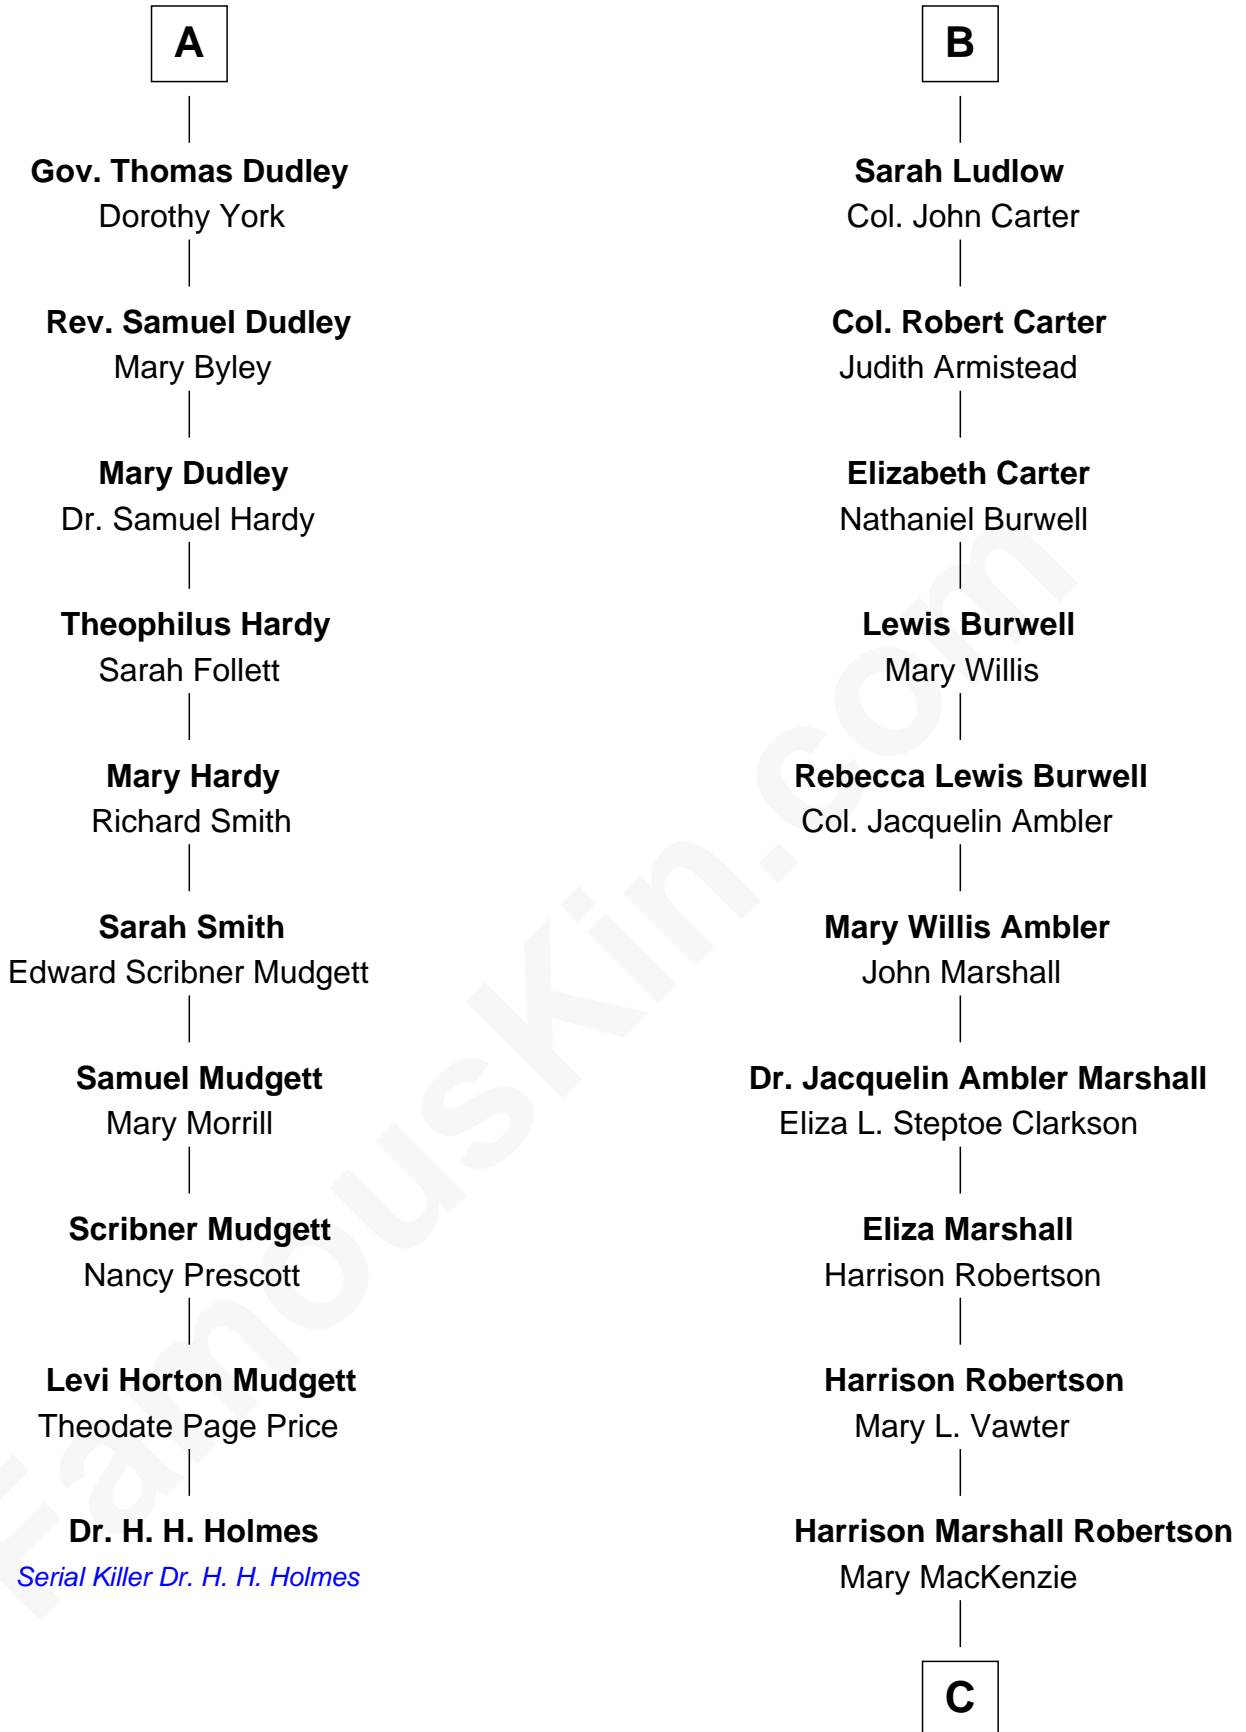 A
Gov. Thomas Dudley
Dorothy York
Rev. Samuel Dudley
Mary Byley
Mary Dudley
Dr. Samuel Hardy
Theophilus Hardy
Sarah Follett
Mary Hardy
Richard Smith
Sarah Smith
Edward Scribner Mudgett
Samuel Mudgett
Mary Morrill
Scribner Mudgett
Nancy Prescott
Levi Horton Mudgett
Theodate Page Price
Dr. H. H. Holmes
Serial Killer Dr. H. H. Holmes
B
Sarah Ludlow
Col. John Carter
Col. Robert Carter
Judith Armistead
Elizabeth Carter
Nathaniel Burwell
Lewis Burwell
Mary Willis
Rebecca Lewis Burwell
Col. Jacquelin Ambler
Mary Willis Ambler
John Marshall
Dr. Jacquelin Ambler Marshall
Eliza L. Steptoe Clarkson
Eliza Marshall
Harrison Robertson
Harrison Robertson
Mary L. Vawter
Harrison Marshall Robertson
Mary MacKenzie
C
FamousKin.com